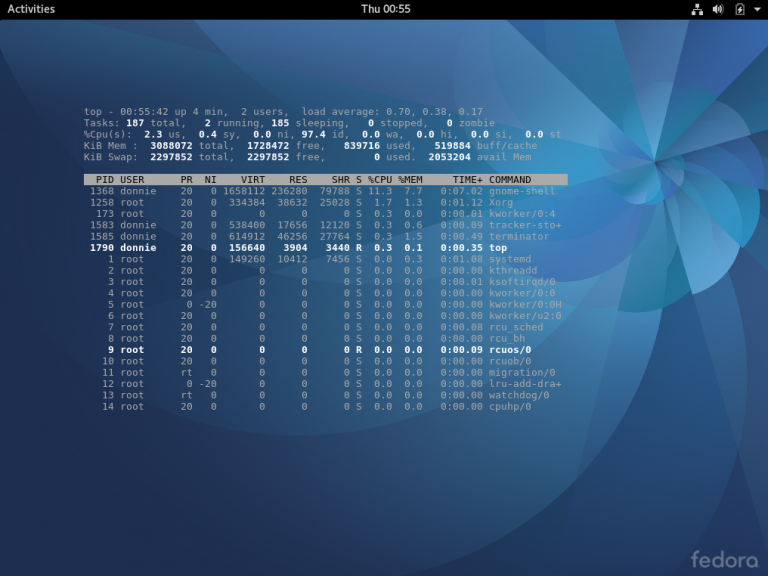 Activities Thu 00:55
top - 00:55:42 up 4 min,  2 users,  load average: 0.70, 0.38, 0.17
Tasks: 187 total,   2 running, 185 sleeping,   0 stopped,   0 zombie
%Cpu(s):  2.3 us,  0.4 sy,  0.0 ni, 97.4 id,  0.0 wa,  0.0 hi,  0.0 si,  0.0 st
KiB Mem :  3088072 total,  1728472 free,   839716 used,   519884 buff/cache
KiB Swap:  2297852 total,  2297852 free,        0 used.  2053204 avail Mem
PID USER      PR  NI    VIRT    RES    SHR S %CPU %MEM     TIME+ COMMAND
1368 donnie    20   0 1658112 236280  79788 S 11.3  7.7   0:07.02 gnome-shell
1258 root      20   0  334384  38632  25028 S  1.7  1.3   0:01.12 Xorg
173 root      20   0       0      0      0 S  0.3  0.0   0:00.01 kworker/0:4
1583 donnie    20   0  538400  17656  12120 S  0.3  0.6   0:00.09 tracker-sto+
1585 donnie    20   0  614912  46256  27764 S  0.3  1.5   0:00.49 terminator
1790 donnie    20   0  156640   3904   3440 R  0.3  0.1   0:00.35 top
1 root      20   0  149260  10412   7456 S  0.0  0.3   0:01.08 systemd
2 root      20   0       0      0      0 S  0.0  0.0   0:00.00 kthreadd
3 root      20   0       0      0      0 S  0.0  0.0   0:00.01 ksoftirqd/0
4 root      20   0       0      0      0 S  0.0  0.0   0:00.00 kworker/0:0
5 root       0 -20       0      0      0 S  0.0  0.0   0:00.00 kworker/0:0H
6 root      20   0       0      0      0 S  0.0  0.0   0:00.00 kworker/u2:0
7 root      20   0       0      0      0 S  0.0  0.0   0:00.08 rcu_sched
8 root      20   0       0      0      0 S  0.0  0.0   0:00.00 rcu_bh
9 root      20   0       0      0      0 R  0.0  0.0   0:00.09 rcuos/0
10 root      20   0       0      0      0 S  0.0  0.0   0:00.00 rcuob/0
11 root      rt   0       0      0      0 S  0.0  0.0   0:00.00 migration/0
12 root       0 -20       0      0      0 S  0.0  0.0   0:00.00 lru-add-dra+
13 root      rt   0       0      0      0 S  0.0  0.0   0:00.00 watchdog/0
14 root      20   0       0      0      0 S  0.0  0.0   0:00.00 cpuhp/0
fedora